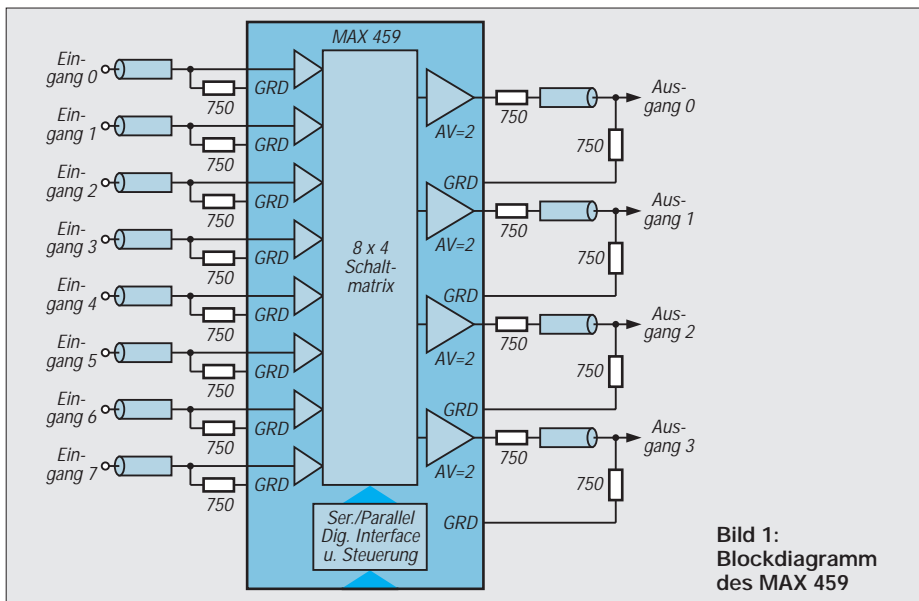 MAX 459
Ein-
gang 0
750
GRD
Ein-
gang 1
750
GRD
Ein-
gang 2
750
GRD
Ein-
gang 3
750
GRD
Ein-
gang 4
750
GRD
Ein-
gang 5
750
GRD
Ein-
gang 6
750
GRD
Ein-
gang 7
750
GRD
8 x 4
Schalt-
matrix
Ser./Parallel
Dig. Interface
u. Steuerung
AV=2
750
Aus-
gang 0
750
GRD
AV=2
750
Aus-
gang 1
750
GRD
AV=2
750
Aus-
gang 2
750
GRD
AV=2
750
Aus-
gang 3
750
GRD
Bild 1:
Blockdiagramm
des MAX 459